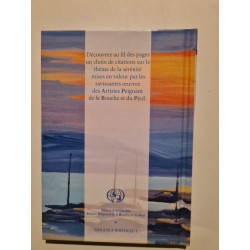 Découvrez au fil des pages
un choix de citations sur le
thème de la sérénité
mises en valeur par les
ravissantes œuvres
des Artistes Peignant
de la Bouche et du Pied.